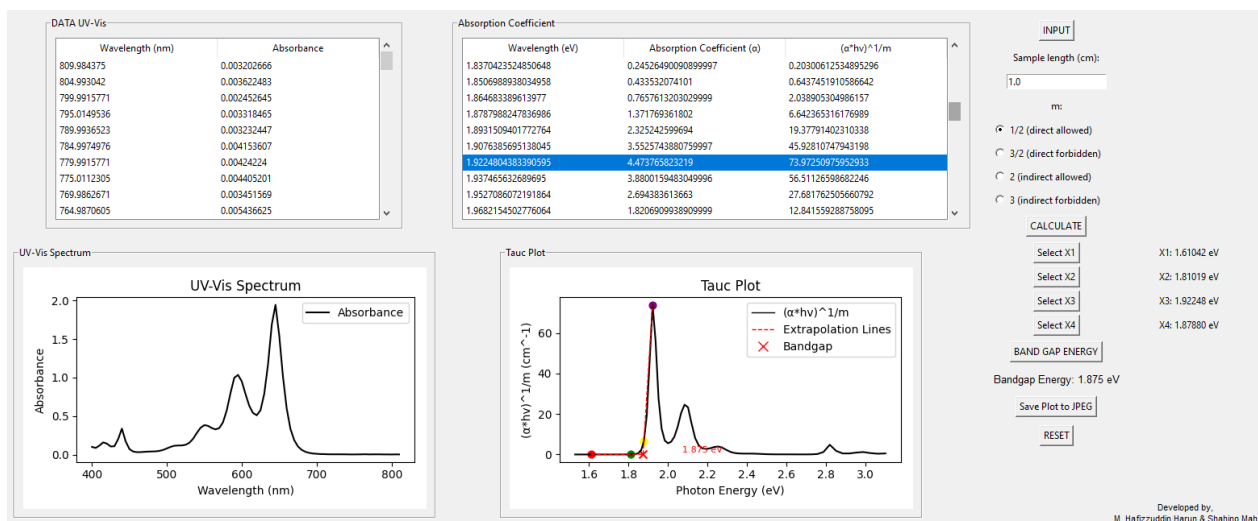 DATA UV-Vis
Wavelength (nm) Absorbance
809.984375 0.003202666
804.993042 0.003622483
799.9915771 0.002452645
795.0149536 0.003318465
789.9936523 0.003232447
784.9974976 0.004153607
779.9915771 0.00424224
775.0112305 0.004405201
769.9862671 0.003451569
764.9870605 0.005436625
Absorption Coefficient
Wavelength (eV) Absorption Coefficient (α) (α*hv)^1/m
1.8370423524850648 0.24526490090899997 0.20300612534895296
1.8506988938034958 0.433532074101 0.6437451910586642
1.864683389613977 0.7657613203029999 2.038905304986157
1.8787988247836986 1.371769361802 6.642365316176989
1.8931509401772764 2.325242599694 19.37791402310338
1.9076385695138045 3.5525743880759997 45.92810747943198
1.9224804383390595 4.473765823219 73.97250975952933
1.937465632689695 3.8800159483049996 56.51126598682246
1.9527086072191864 2.694383613663 27.681762505660792
1.9682154502776064 1.8206909938909999 12.841559288758095
INPUT
Sample length (cm):
1.0
m:
1/2 (direct allowed)
3/2 (direct forbidden)
2 (indirect allowed)
3 (indirect forbidden)
CALCULATE
Select X1 X1: 1.61042 eV
Select X2 X2: 1.81019 eV
Select X3 X3: 1.92248 eV
Select X4 X4: 1.87880 eV
BAND GAP ENERGY
Bandgap Energy: 1.875 eV
Save Plot to JPEG
RESET
UV-Vis Spectrum
UV-Vis Spectrum
Absorbance
2.0
1.5
1.0
0.5
0.0
Absorbance
400 500 600 700 800
Wavelength (nm)
Tauc Plot
Tauc Plot
(α*hv)^1/m
Extrapolation Lines
Bandgap
60
40
20
0
(α*hv)^1/m (cm^-1)
1.875 eV
1.6 1.8 2.0 2.2 2.4 2.6 2.8 3.0
Photon Energy (eV)
Developed by,
M. Hafizzuddin Harun & Shahino Mah